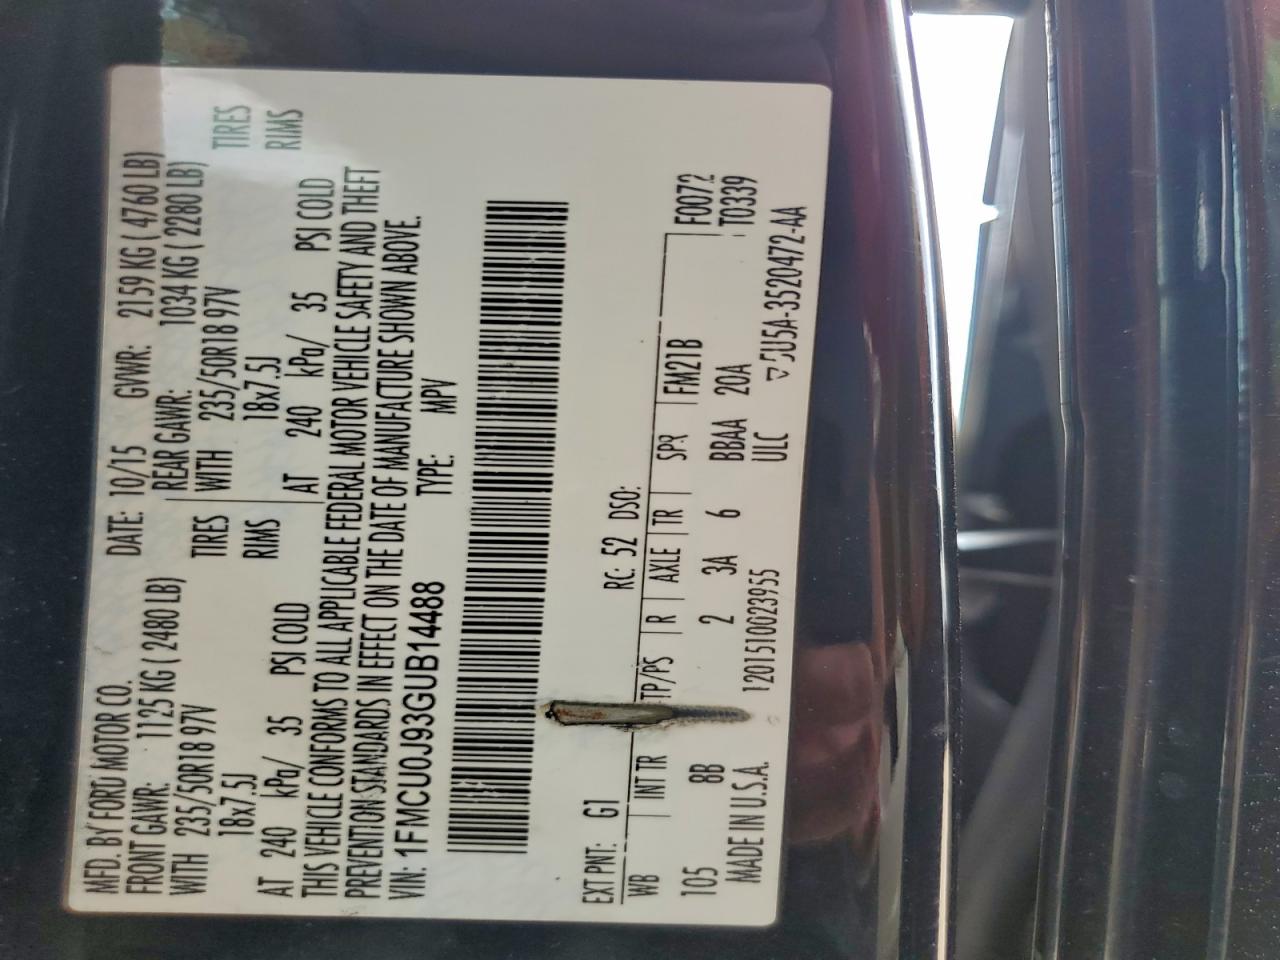 MFD. BY FORD MOTOR CO. DATE: 10/15 GVWR: 2159 KG ( 4760 LB)
FRONT GAWR: 1125 KG ( 2480 LB) REAR GAWR: 1034 KG ( 2280 LB)
WITH 235/50R18 97V TIRES WITH 235/50R18 97V TIRES
18x7.5J RIMS 18x7.5J RIMS
AT 240 kPa/ 35 PSI COLD AT 240 kPa/ 35 PSI COLD
THIS VEHICLE CONFORMS TO ALL APPLICABLE FEDERAL MOTOR VEHICLE SAFETY AND THEFT
PREVENTION STANDARDS IN EFFECT ON THE DATE OF MANUFACTURE SHOWN ABOVE.
VIN: 1FMCU0J93GUB14488 TYPE: MPV
EXT PNT: G1 RC: 52 DSO:
WB INT TR TP/PS R AXLE TR SPR FM21B F0072
105 8B 2 3A 6 BBAA 20A T0339
MADE IN U.S.A. 1201510023955 ULC 5U5A-3520472-AA